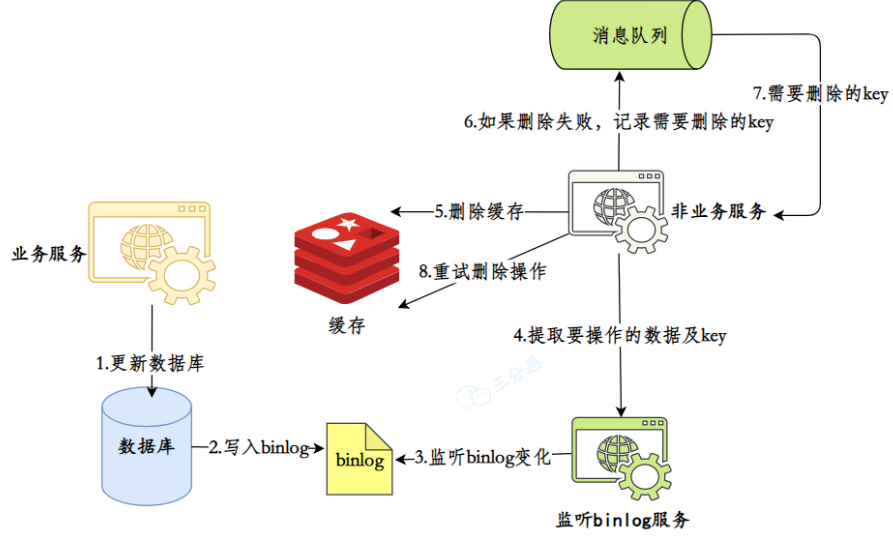 消息队列
7.需要删除的key
6.如果删除失败，记录需要删除的key
非业务服务
5.删除缓存
业务服务
8.重试删除操作
缓存
4.提取要操作的数据及key
1.更新数据库
三分恶
数据库
2.写入binlog
binlog
3.监听binlog变化
监听binlog服务